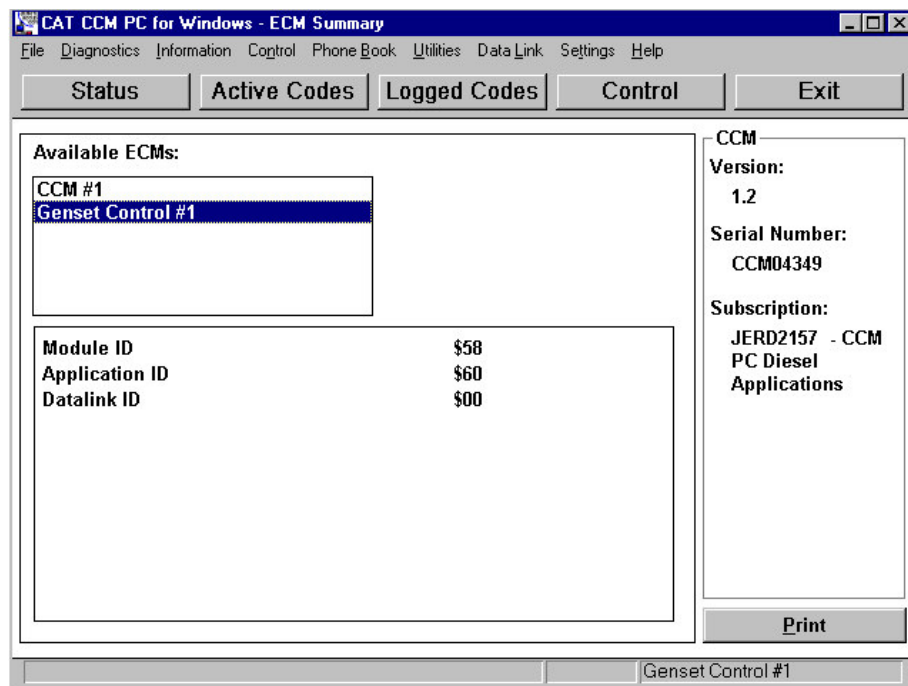 CAT CCM PC for Windows - ECM Summary
File Diagnostics Information Control Phone Book Utilities Data Link Settings Help
Status Active Codes Logged Codes Control Exit
Available ECMs:
CCM #1
Genset Control #1
Module ID $58
Application ID $60
Datalink ID $00
CCM
Version:
1.2
Serial Number:
CCM04349
Subscription:
JERD2157 - CCM
PC Diesel
Applications
Print
Genset Control #1